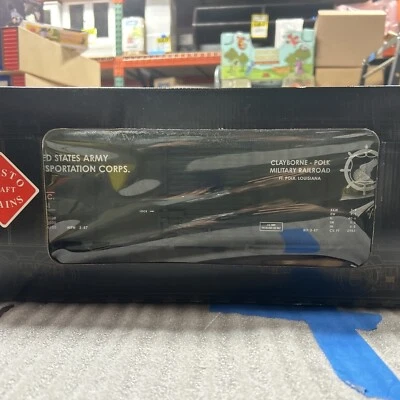 ED STATES ARMY
SPORTATION CORPS.
CLAYBORNE - POLK
MILITARY RAILROAD
FT. POLK, LOUISIANA
STO
AFT
AINS